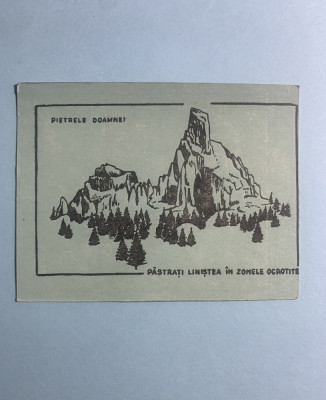 PIETRELE DOAMNEI
PĂSTRAȚI LINIȘTEA ÎN ZONELE OCROTITE